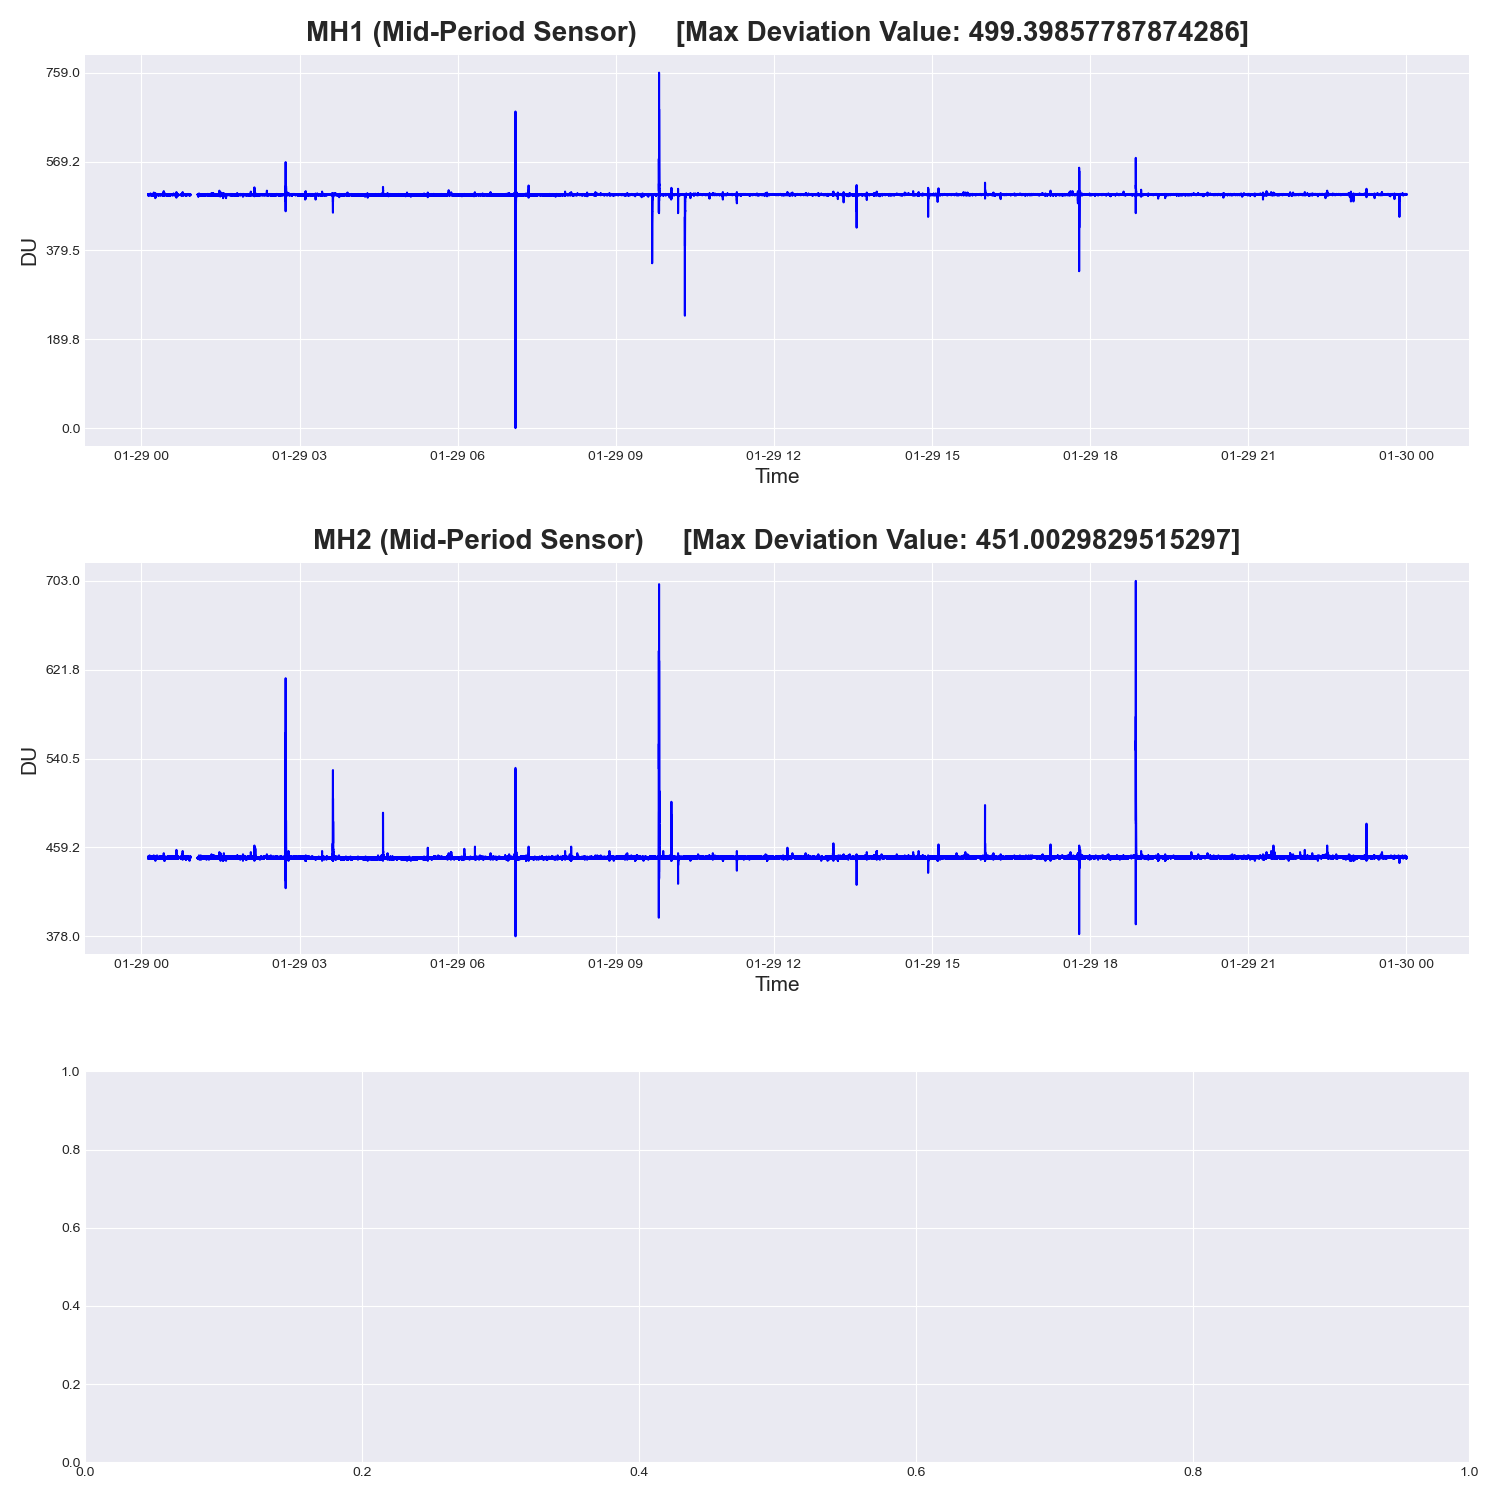 MH1 (Mid-Period Sensor) [Max Deviation Value: 499.39857787874286]
759.0
569.2
379.5
189.8
0.0
DU
01-29 00 01-29 03 01-29 06 01-29 09 01-29 12 01-29 15 01-29 18 01-29 21 01-30 00
Time
MH2 (Mid-Period Sensor) [Max Deviation Value: 451.0029829515297]
703.0
621.8
540.5
459.2
378.0
DU
01-29 00 01-29 03 01-29 06 01-29 09 01-29 12 01-29 15 01-29 18 01-29 21 01-30 00
Time
1.0
0.8
0.6
0.4
0.2
0.0
0.0 0.2 0.4 0.6 0.8 1.0